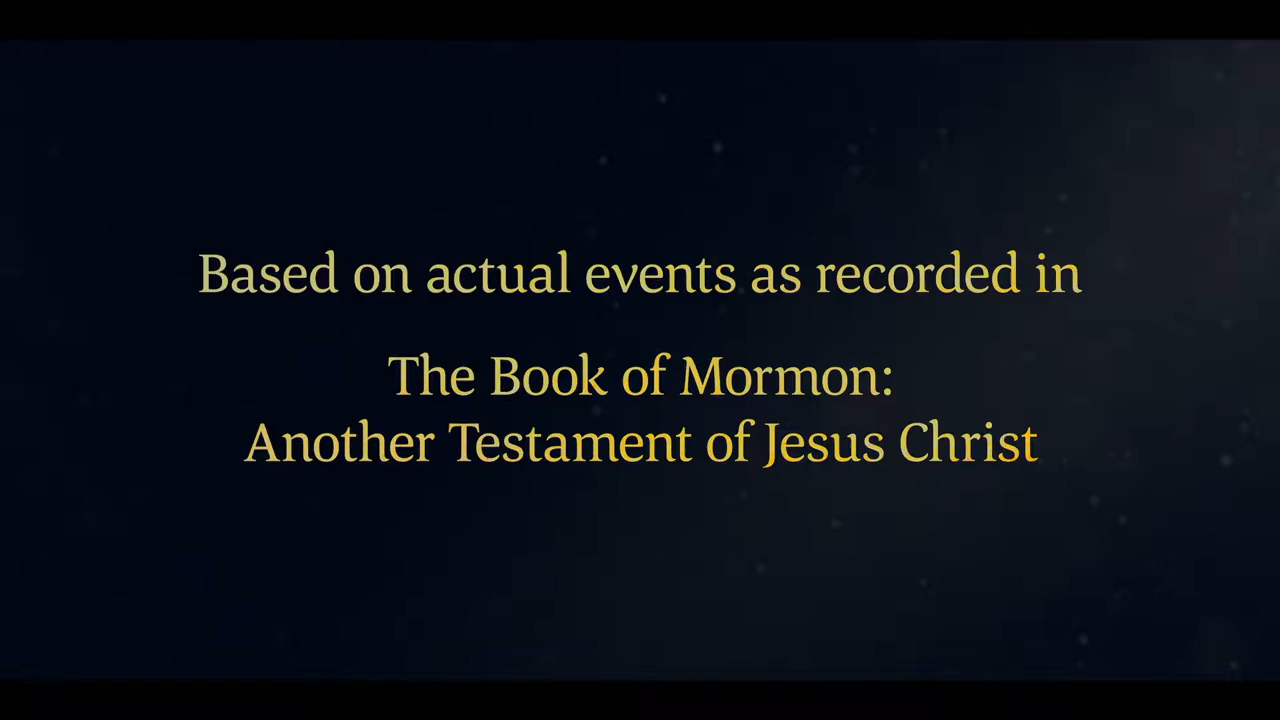 Based on actual events as recorded in
The Book of Mormon:
Another Testament of Jesus Christ